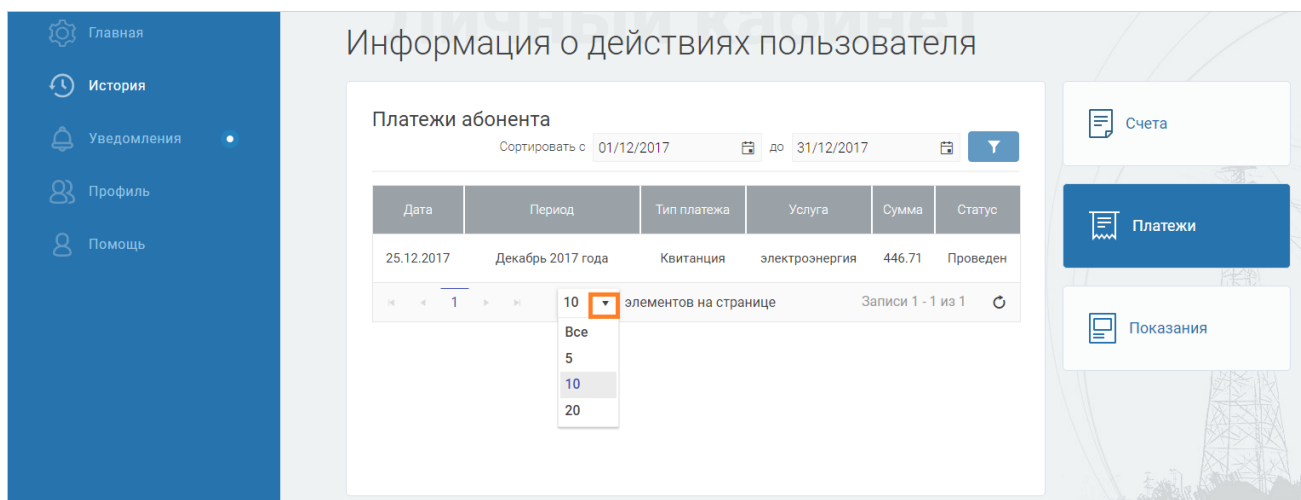 Личный кабинет
Главная
История
Уведомления
Профиль
Помощь
Информация о действиях пользователя
Платежи абонента
Сортировать с 01/12/2017 до 31/12/2017
Дата Период Тип платежа Услуга Сумма Статус
25.12.2017 Декабрь 2017 года Квитанция электроэнергия 446.71 Проведен
1 10 элементов на странице Записи 1 - 1 из 1
Все
5
10
20
Счета
Платежи
Показания